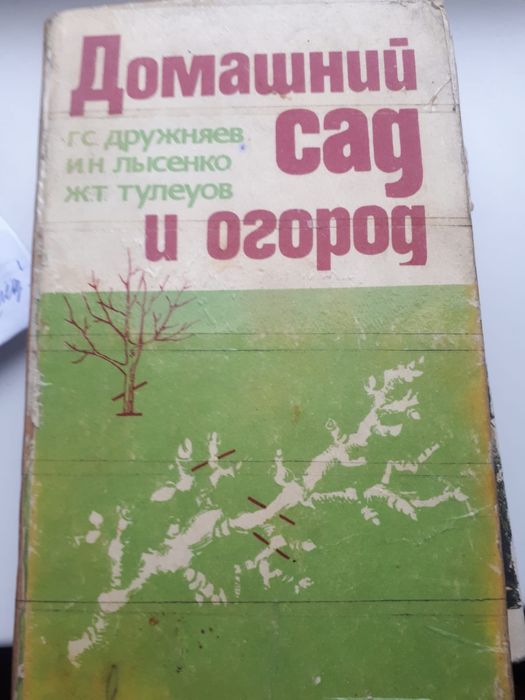 Домашний
сад
и огород
Г.С. ДРУЖНЯЕВ
И.Н. ЛЫСЕНКО
Ж.Т. ТУЛЕУОВ